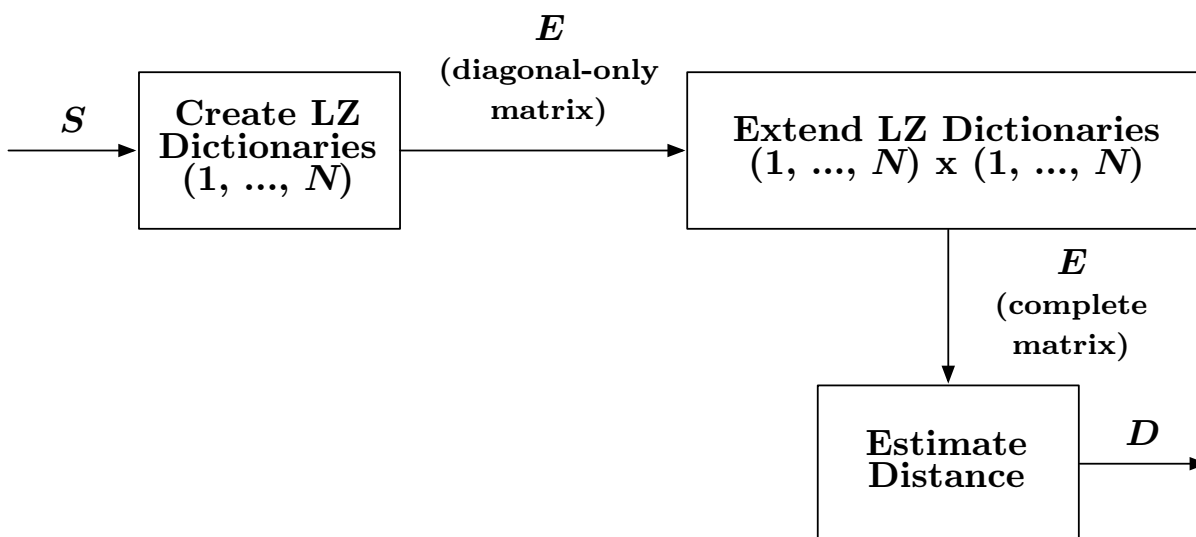 S
Create LZ
Dictionaries
(1, ..., N)
E
(diagonal-only
matrix)
Extend LZ Dictionaries
(1, ..., N) x (1, ..., N)
E
(complete
matrix)
Estimate
Distance
D